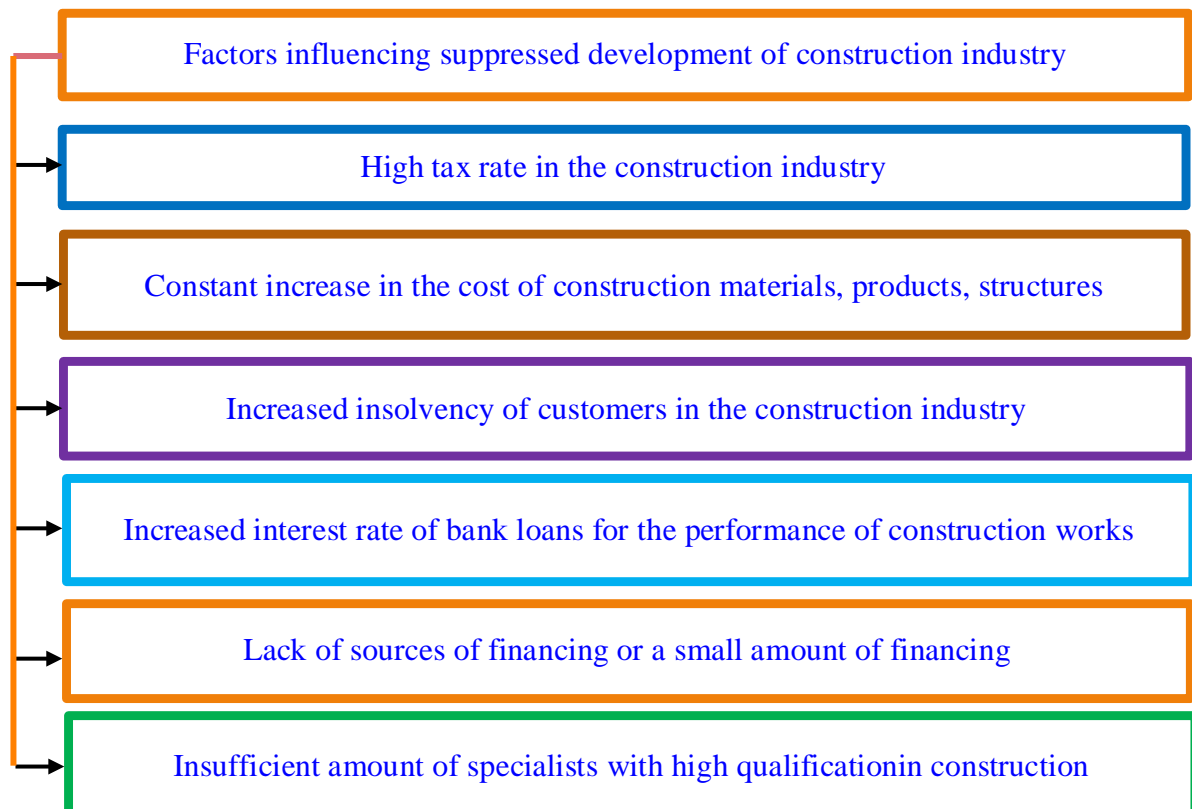 Factors influencing suppressed development of construction industry
High tax rate in the construction industry
Constant increase in the cost of construction materials, products, structures
Increased insolvency of customers in the construction industry
Increased interest rate of bank loans for the performance of construction works
Lack of sources of financing or a small amount of financing
Insufficient amount of specialists with high qualificationin construction